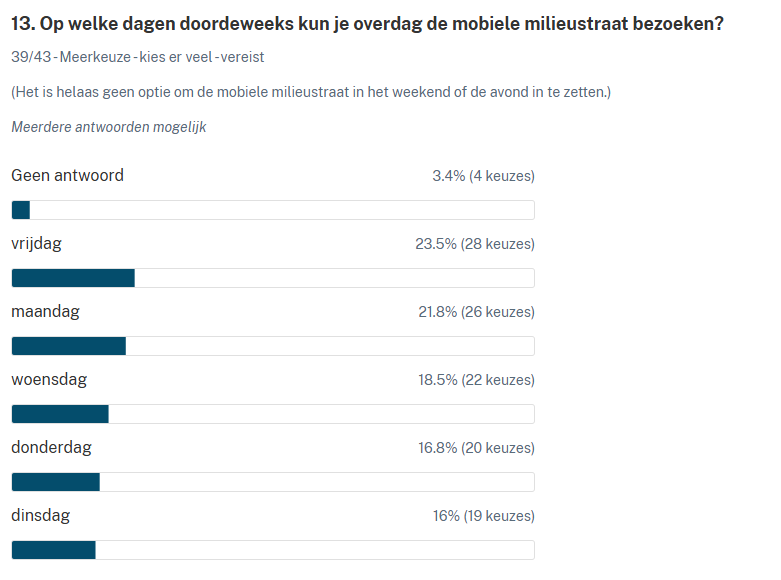 13. Op welke dagen doordeweeks kun je overdag de mobiele milieustraat bezoeken?
39/43 - Meerkeuze - kies er veel - vereist
(Het is helaas geen optie om de mobiele milieustraat in het weekend of de avond in te zetten.)
Meerdere antwoorden mogelijk
Geen antwoord 3.4% (4 keuzes)
vrijdag 23.5% (28 keuzes)
maandag 21.8% (26 keuzes)
woensdag 18.5% (22 keuzes)
donderdag 16.8% (20 keuzes)
dinsdag 16% (19 keuzes)